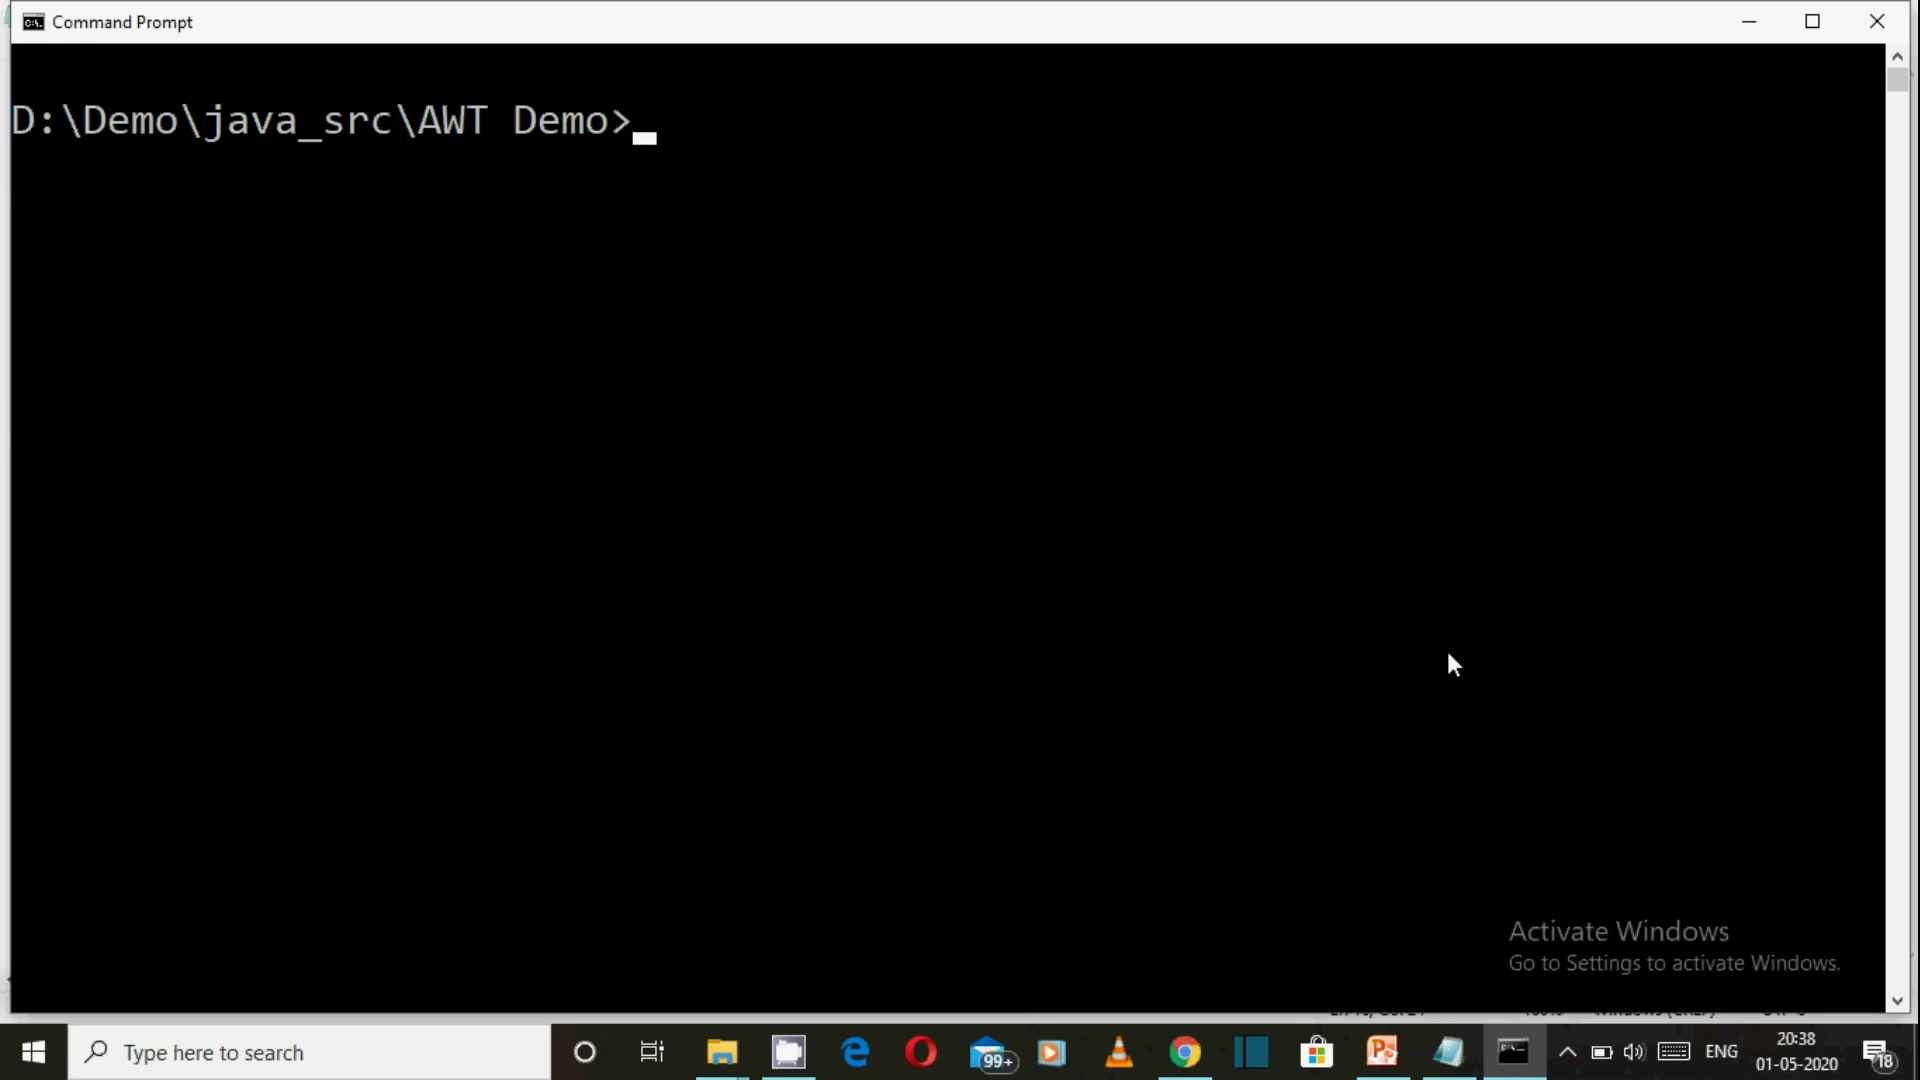 Command Prompt
D:\Demo\java_src\AWT Demo>
Activate Windows
Go to Settings to activate Windows.
Type here to search
99+
ENG
20:38
01-05-2020
18